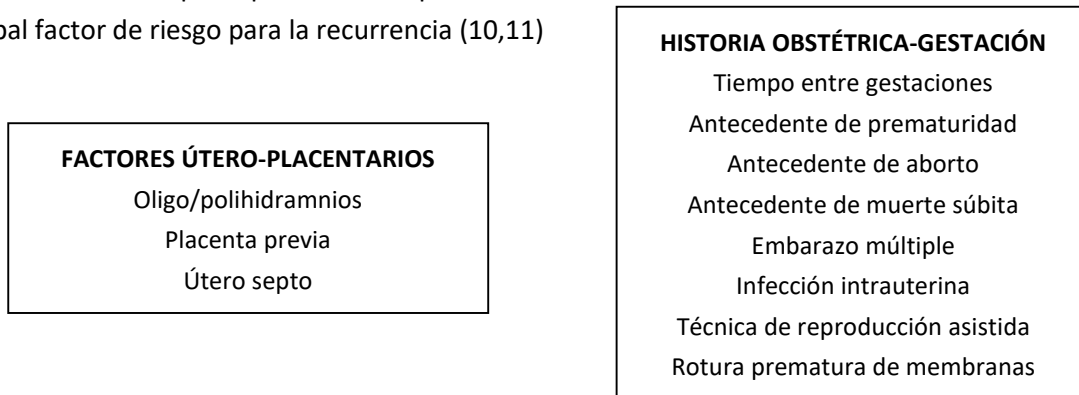 pal factor de riesgo para la recurrencia (10,11)
FACTORES ÚTERO-PLACENTARIOS
Oligo/polihidramnios
Placenta previa
Útero septo
HISTORIA OBSTÉTRICA-GESTACIÓN
Tiempo entre gestaciones
Antecedente de prematuridad
Antecedente de aborto
Antecedente de muerte súbita
Embarazo múltiple
Infección intrauterina
Técnica de reproducción asistida
Rotura prematura de membranas